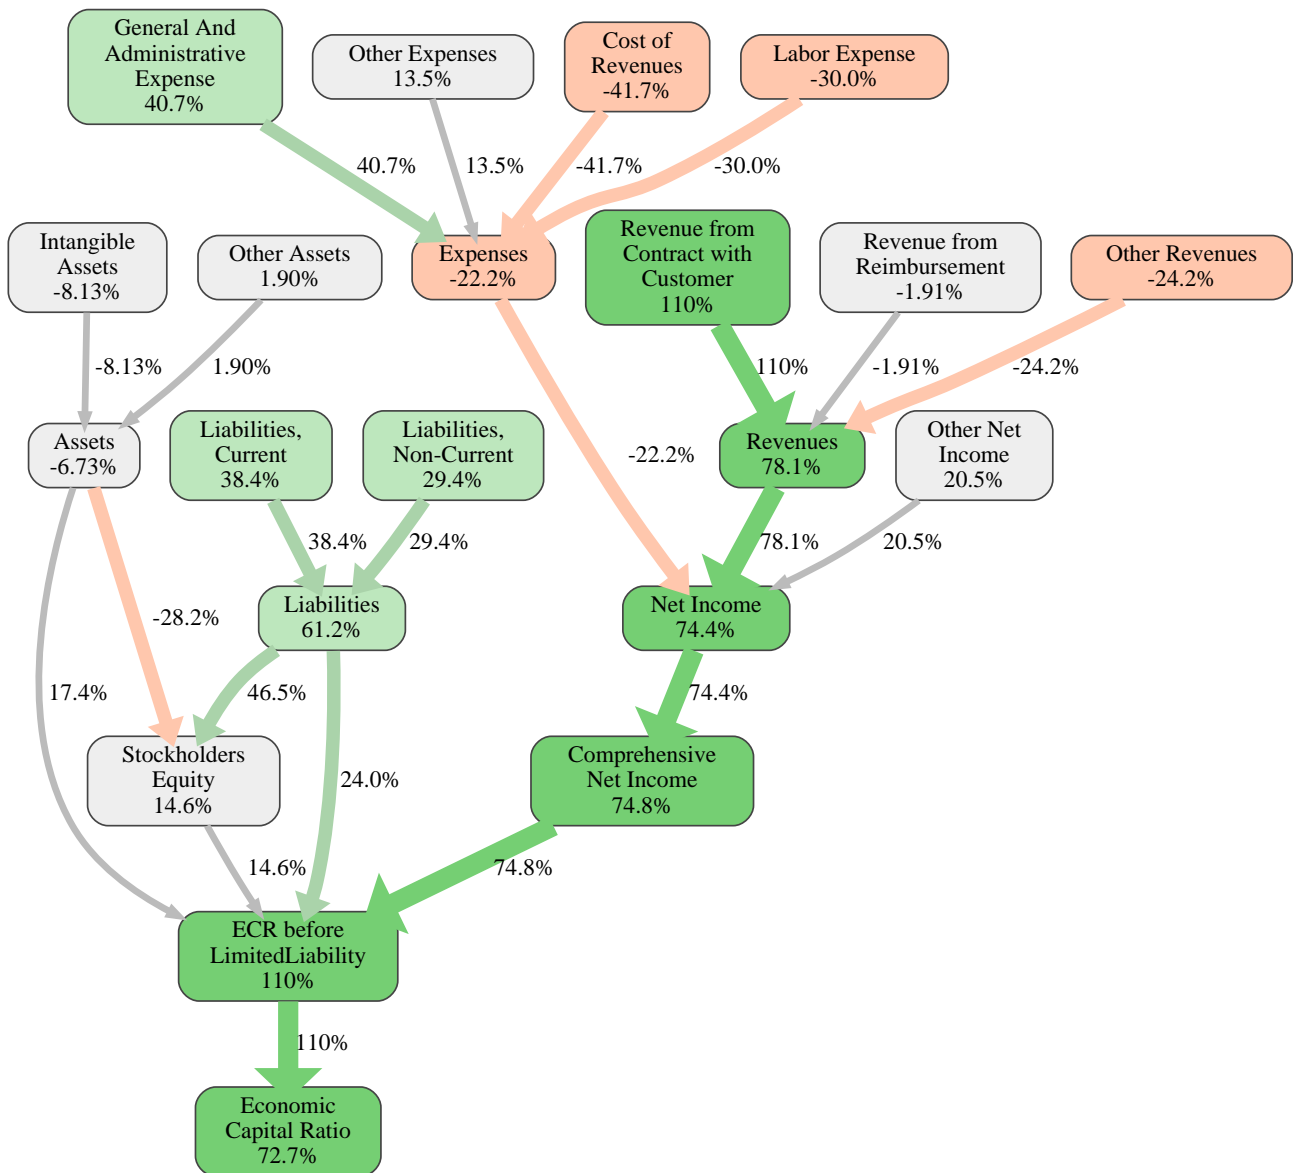 General And
Administrative
Expense
40.7%
Other Expenses
13.5%
Cost of
Revenues
-41.7%
Labor Expense
-30.0%
40.7%
13.5%
-41.7%
-30.0%
Intangible
Assets
-8.13%
Other Assets
1.90%
Expenses
-22.2%
Revenue from
Contract with
Customer
110%
Revenue from
Reimbursement
-1.91%
Other Revenues
-24.2%
-8.13%
1.90%
110%
-1.91%
-24.2%
Assets
-6.73%
Liabilities,
Current
38.4%
Liabilities,
Non-Current
29.4%
-22.2%
Revenues
78.1%
Other Net
Income
20.5%
38.4%
29.4%
78.1%
20.5%
-28.2%
Liabilities
61.2%
Net Income
74.4%
17.4%
46.5%
74.4%
Stockholders
Equity
14.6%
24.0%
Comprehensive
Net Income
74.8%
14.6%
74.8%
ECR before
LimitedLiability
110%
110%
Economic
Capital Ratio
72.7%